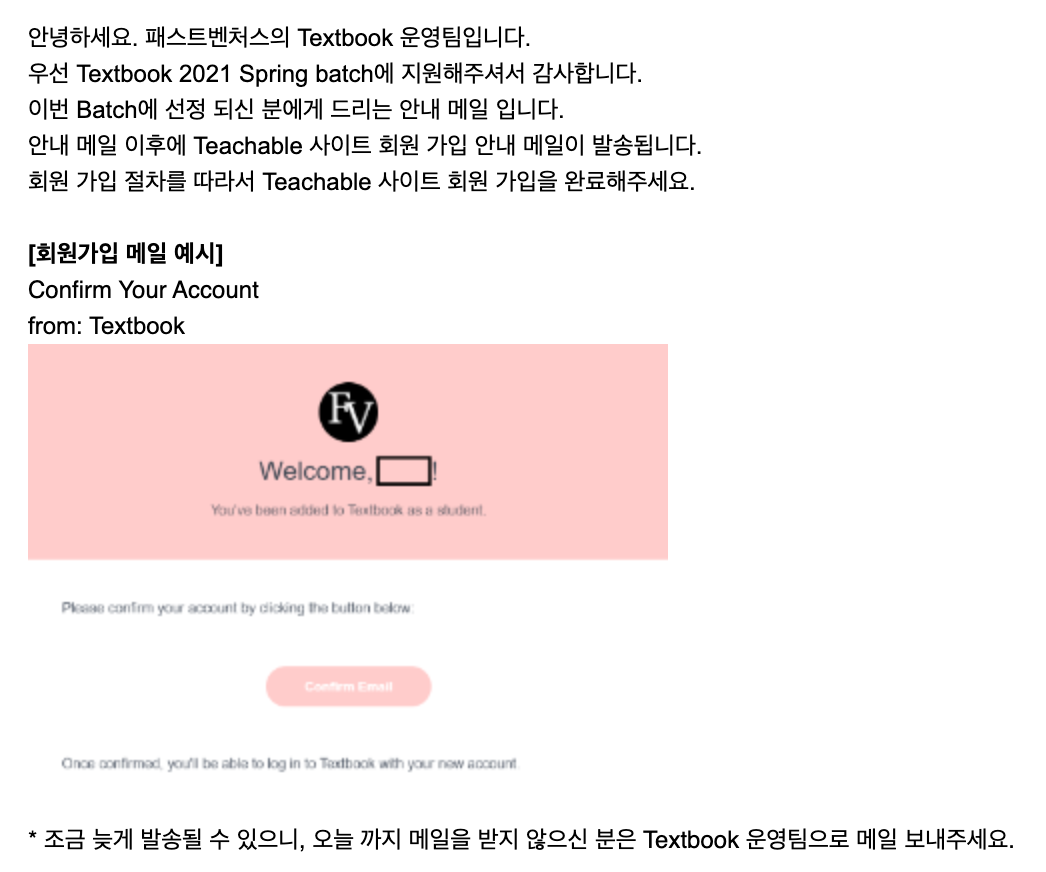 안녕하세요. 패스트벤처스의 Textbook 운영팀입니다.
우선 Textbook 2021 Spring batch에 지원해주셔서 감사합니다.
이번 Batch에 선정 되신 분에게 드리는 안내 메일 입니다.
안내 메일 이후에 Teachable 사이트 회원 가입 안내 메일이 발송됩니다.
회원 가입 절차를 따라서 Teachable 사이트 회원 가입을 완료해주세요.
[회원가입 메일 예시]
Confirm Your Account
from: Textbook
FV
Welcome, !
You've been added to Textbook as a student.
Please confirm your account by clicking the button below:
Confirm Email
Once confirmed, you'll be able to log in to Textbook with your new account
* 조금 늦게 발송될 수 있으니, 오늘 까지 메일을 받지 않으신 분은 Textbook 운영팀으로 메일 보내주세요.